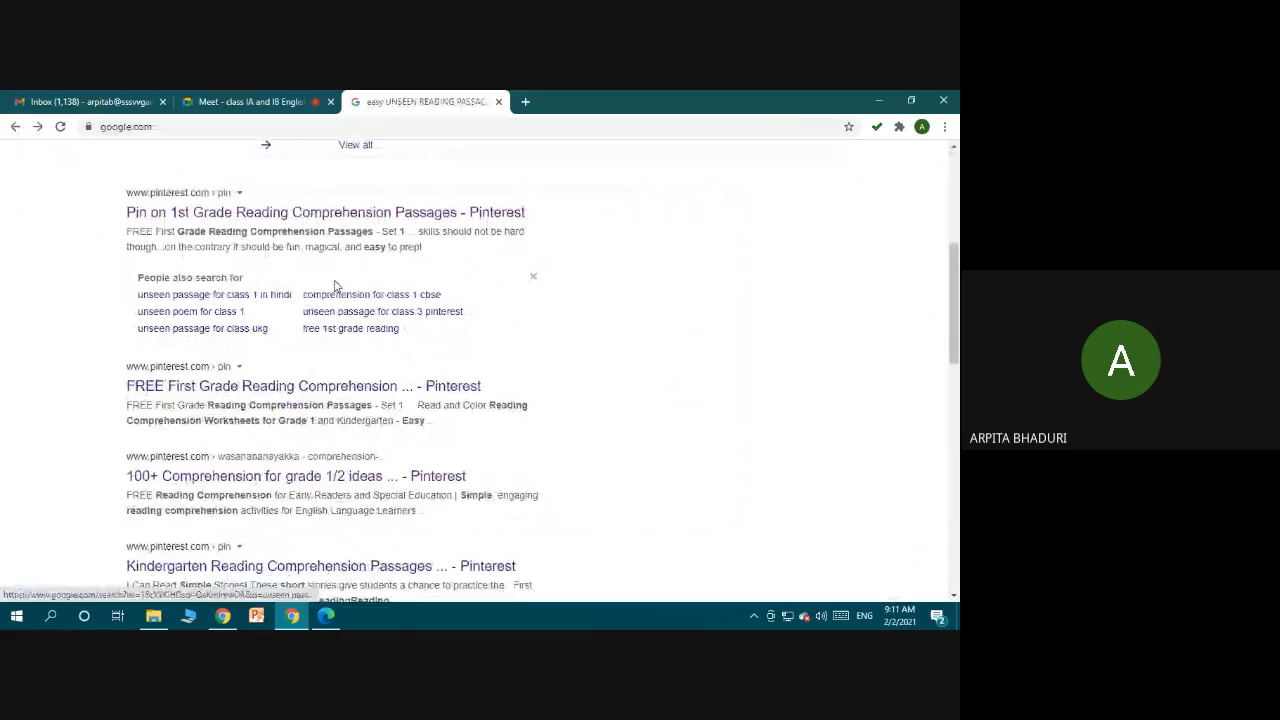 Inbox (1,138) - arpitab@sssvvgar
Meet - class IA and IB English
easy UNSEEN READING PASSAC
google.com
View all
www.pinterest.com › pin
Pin on 1st Grade Reading Comprehension Passages - Pinterest
FREE First Grade Reading Comprehension Passages - Set 1 ... skills should not be hard
though...on the contrary it should be fun, magical, and easy to prep!
People also search for
unseen passage for class 1 in hindi
comprehension for class 1 cbse
unseen poem for class 1
unseen passage for class 3 pinterest
unseen passage for class ukg
free 1st grade reading
www.pinterest.com › pin
FREE First Grade Reading Comprehension ... - Pinterest
FREE First Grade Reading Comprehension Passages - Set 1 Read and Color Reading
Comprehension Worksheets for Grade 1 and Kindergarten - Easy ...
www.pinterest.com › wasanananayakka › comprehension-.
100+ Comprehension for grade 1/2 ideas ... - Pinterest
FREE Reading Comprehension for Early Readers and Special Education | Simple, engaging
reading comprehension activities for English Language Learners ...
www.pinterest.com › pin
Kindergarten Reading Comprehension Passages ... - Pinterest
I Can Read Simple Stories! These short stories give students a chance to practice the First
ENG
9:11 AM
2/2/2021
2
A
A
ARPITA BHADURI